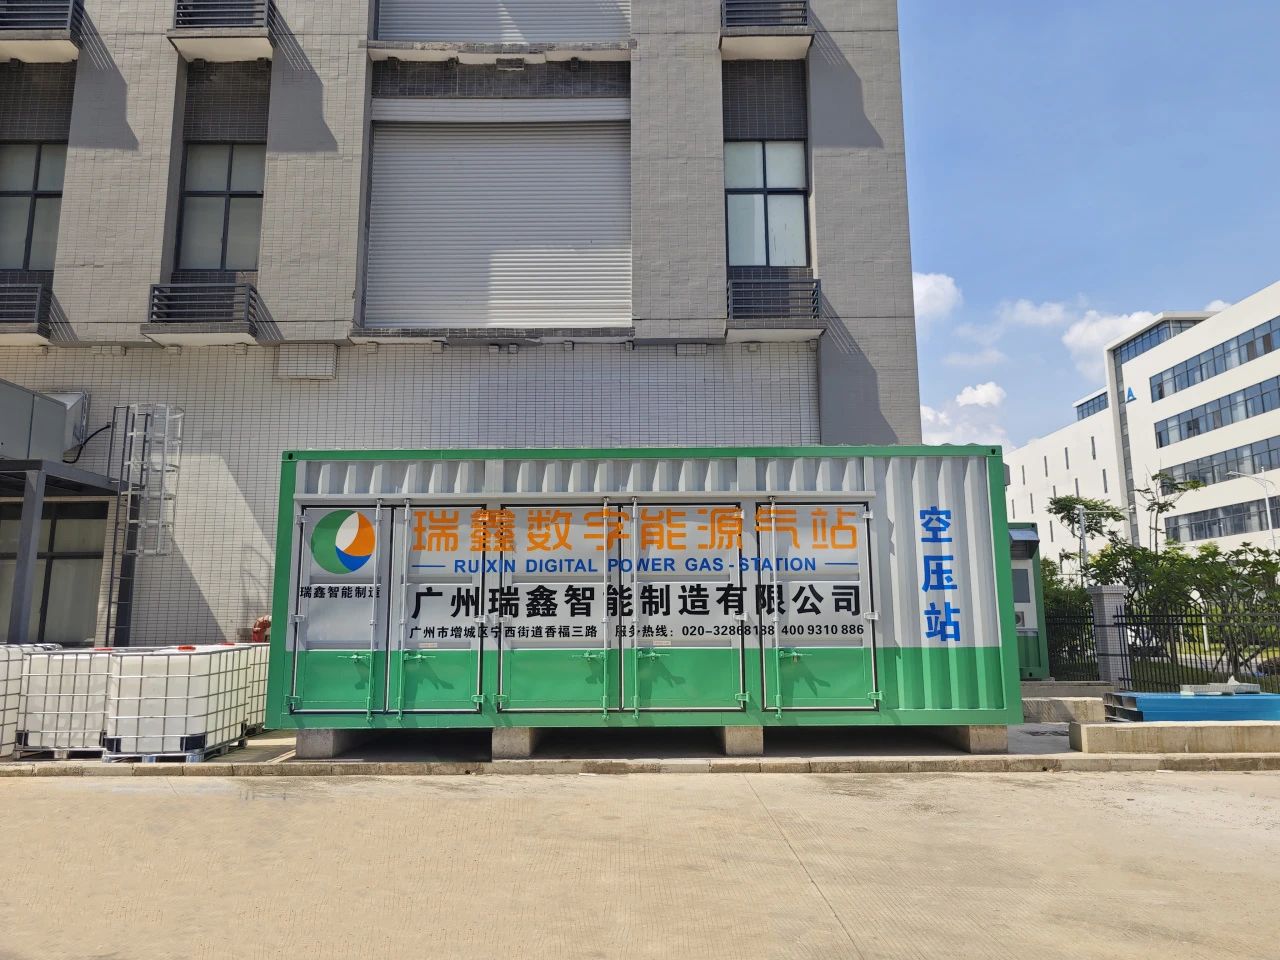 瑞鑫数字能源气站
RUIXIN DIGITAL POWER GAS-STATION
瑞鑫智能制造
广州瑞鑫智能制造有限公司
广州市增城区宁西街道香福三路 服务热线：020-32868138 400 9310 886
空压站
A